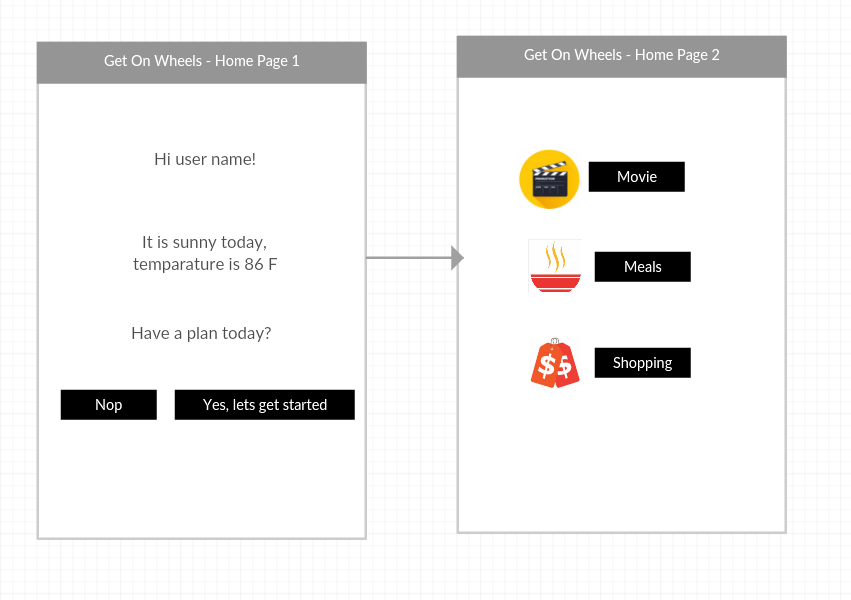 Get On Wheels - Home Page 1
Hi user name!
It is sunny today,
temparature is 86 F
Have a plan today?
Nop
Yes, lets get started
Get On Wheels - Home Page 2
Movie
Meals
$ $
Shopping